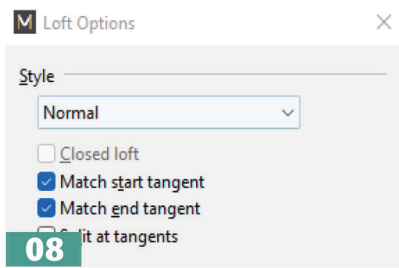 M Loft Options
Style
Normal
Closed loft
Match start tangent
Match end tangent
at tangents
08